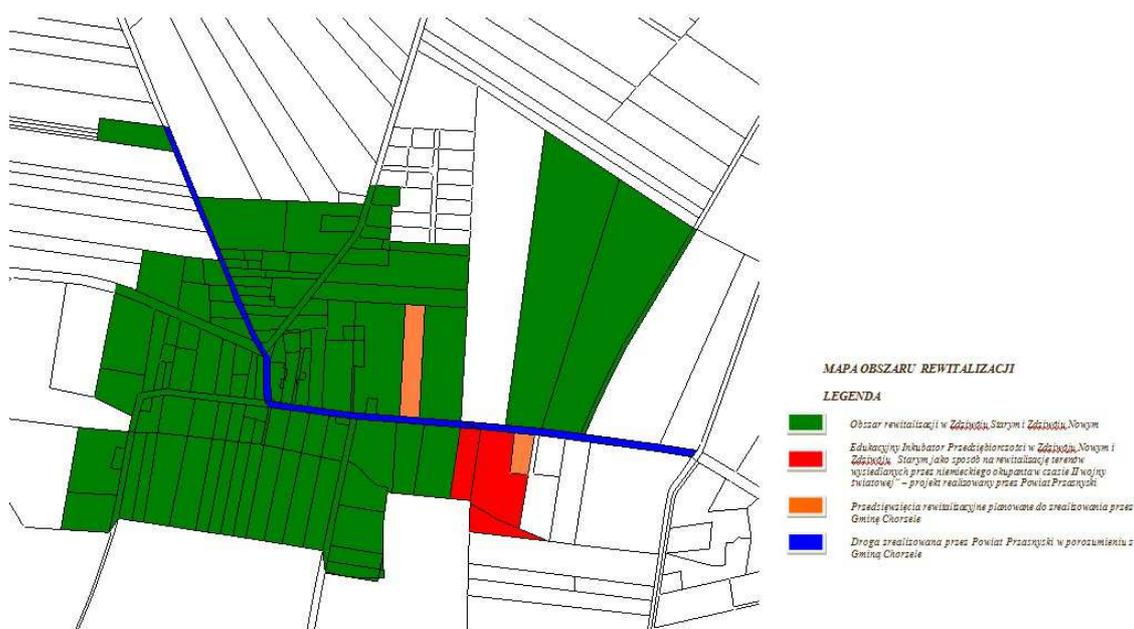 MAPA OBSZARU REWITALIZACJI
LEGENDA
Obszar rewitalizacji w Zdziwóju Starym i Zdziwóju Nowym
Edukacyjny Inkubator Przedsiębiorczości w Zdziwóju Nowym i
Zdziwóju Starym jako sposób na rewitalizację terenów
wysiedlanych przez niemieckiego okupanta w czasie II wojny
światowej” – projekt realizowany przez Powiat Przasnyski
Przedsięwzięcia rewitalizacyjne planowane do zrealizowania przez
Gminę Chorzele
Droga zrealizowana przez Powiat Przasnyski w porozumieniu z
Gminą Chorzele